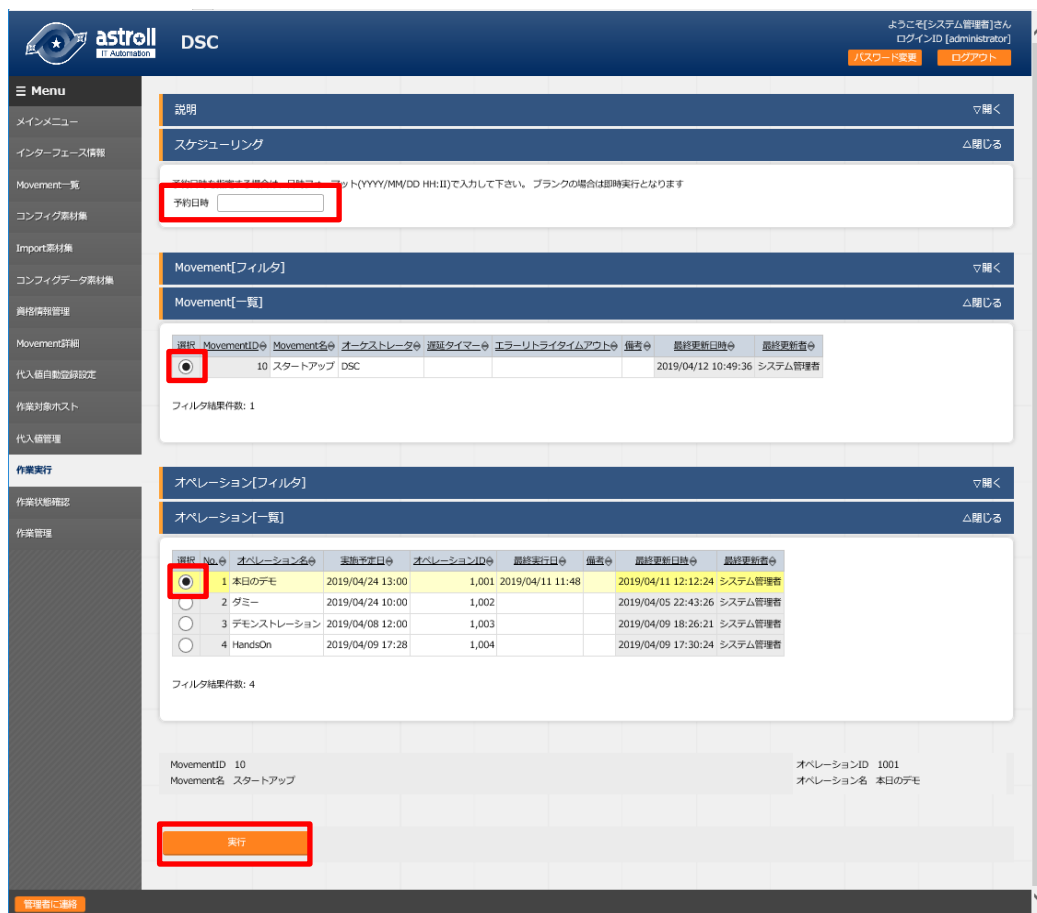 astroll
IT Automation
DSC
ようこそ[システム管理者]さん
ログインID [administrator]
パスワード変更 ログアウト
☰ Menu
メインメニュー
インターフェース情報
Movement一覧
コンフィグ素材集
Import素材集
コンフィグデータ素材集
資格情報管理
Movement詳細
代入値自動登録設定
作業対象ホスト
代入値管理
作業実行
作業状態確認
作業管理
説明 ▽開く
スケジューリング △閉じる
予約日時を指定する場合は、日時フォーマット(YYYY/MM/DD HH:II)で入力して下さい。 ブランクの場合は即時実行となります
予約日時
Movement[フィルタ] ▽開く
Movement[一覧] △閉じる
選択 MovementID Movement名 オーケストレータ 遅延タイマー エラーリトライタイムアウト 備考 最終更新日時 最終更新者
10 スタートアップ DSC 2019/04/12 10:49:36 システム管理者
フィルタ結果件数: 1
オペレーション[フィルタ] ▽開く
オペレーション[一覧] △閉じる
選択 No. オペレーション名 実施予定日 オペレーションID 最終実行日 備考 最終更新日時 最終更新者
1 本日のデモ 2019/04/24 13:00 1,001 2019/04/11 11:48 2019/04/11 12:12:24 システム管理者
2 ダミー 2019/04/24 10:00 1,002 2019/04/05 22:43:26 システム管理者
3 デモンストレーション 2019/04/08 12:00 1,003 2019/04/09 18:26:21 システム管理者
4 HandsOn 2019/04/09 17:28 1,004 2019/04/09 17:30:24 システム管理者
フィルタ結果件数: 4
MovementID 10 オペレーションID 1001
Movement名 スタートアップ オペレーション名 本日のデモ
実行
管理者に連絡